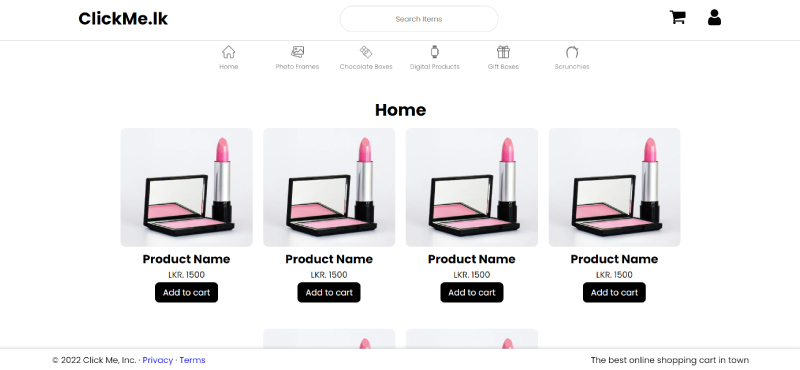 ClickMe.lk
Search Items
Home
Photo Frames
Chocolate Boxes
Digital Products
Gift Boxes
Scrunchies
Home
Product Name
LKR. 1500
Add to cart
Product Name
LKR. 1500
Add to cart
Product Name
LKR. 1500
Add to cart
Product Name
LKR. 1500
Add to cart
© 2022 Click Me, Inc. · Privacy · Terms
The best online shopping cart in town